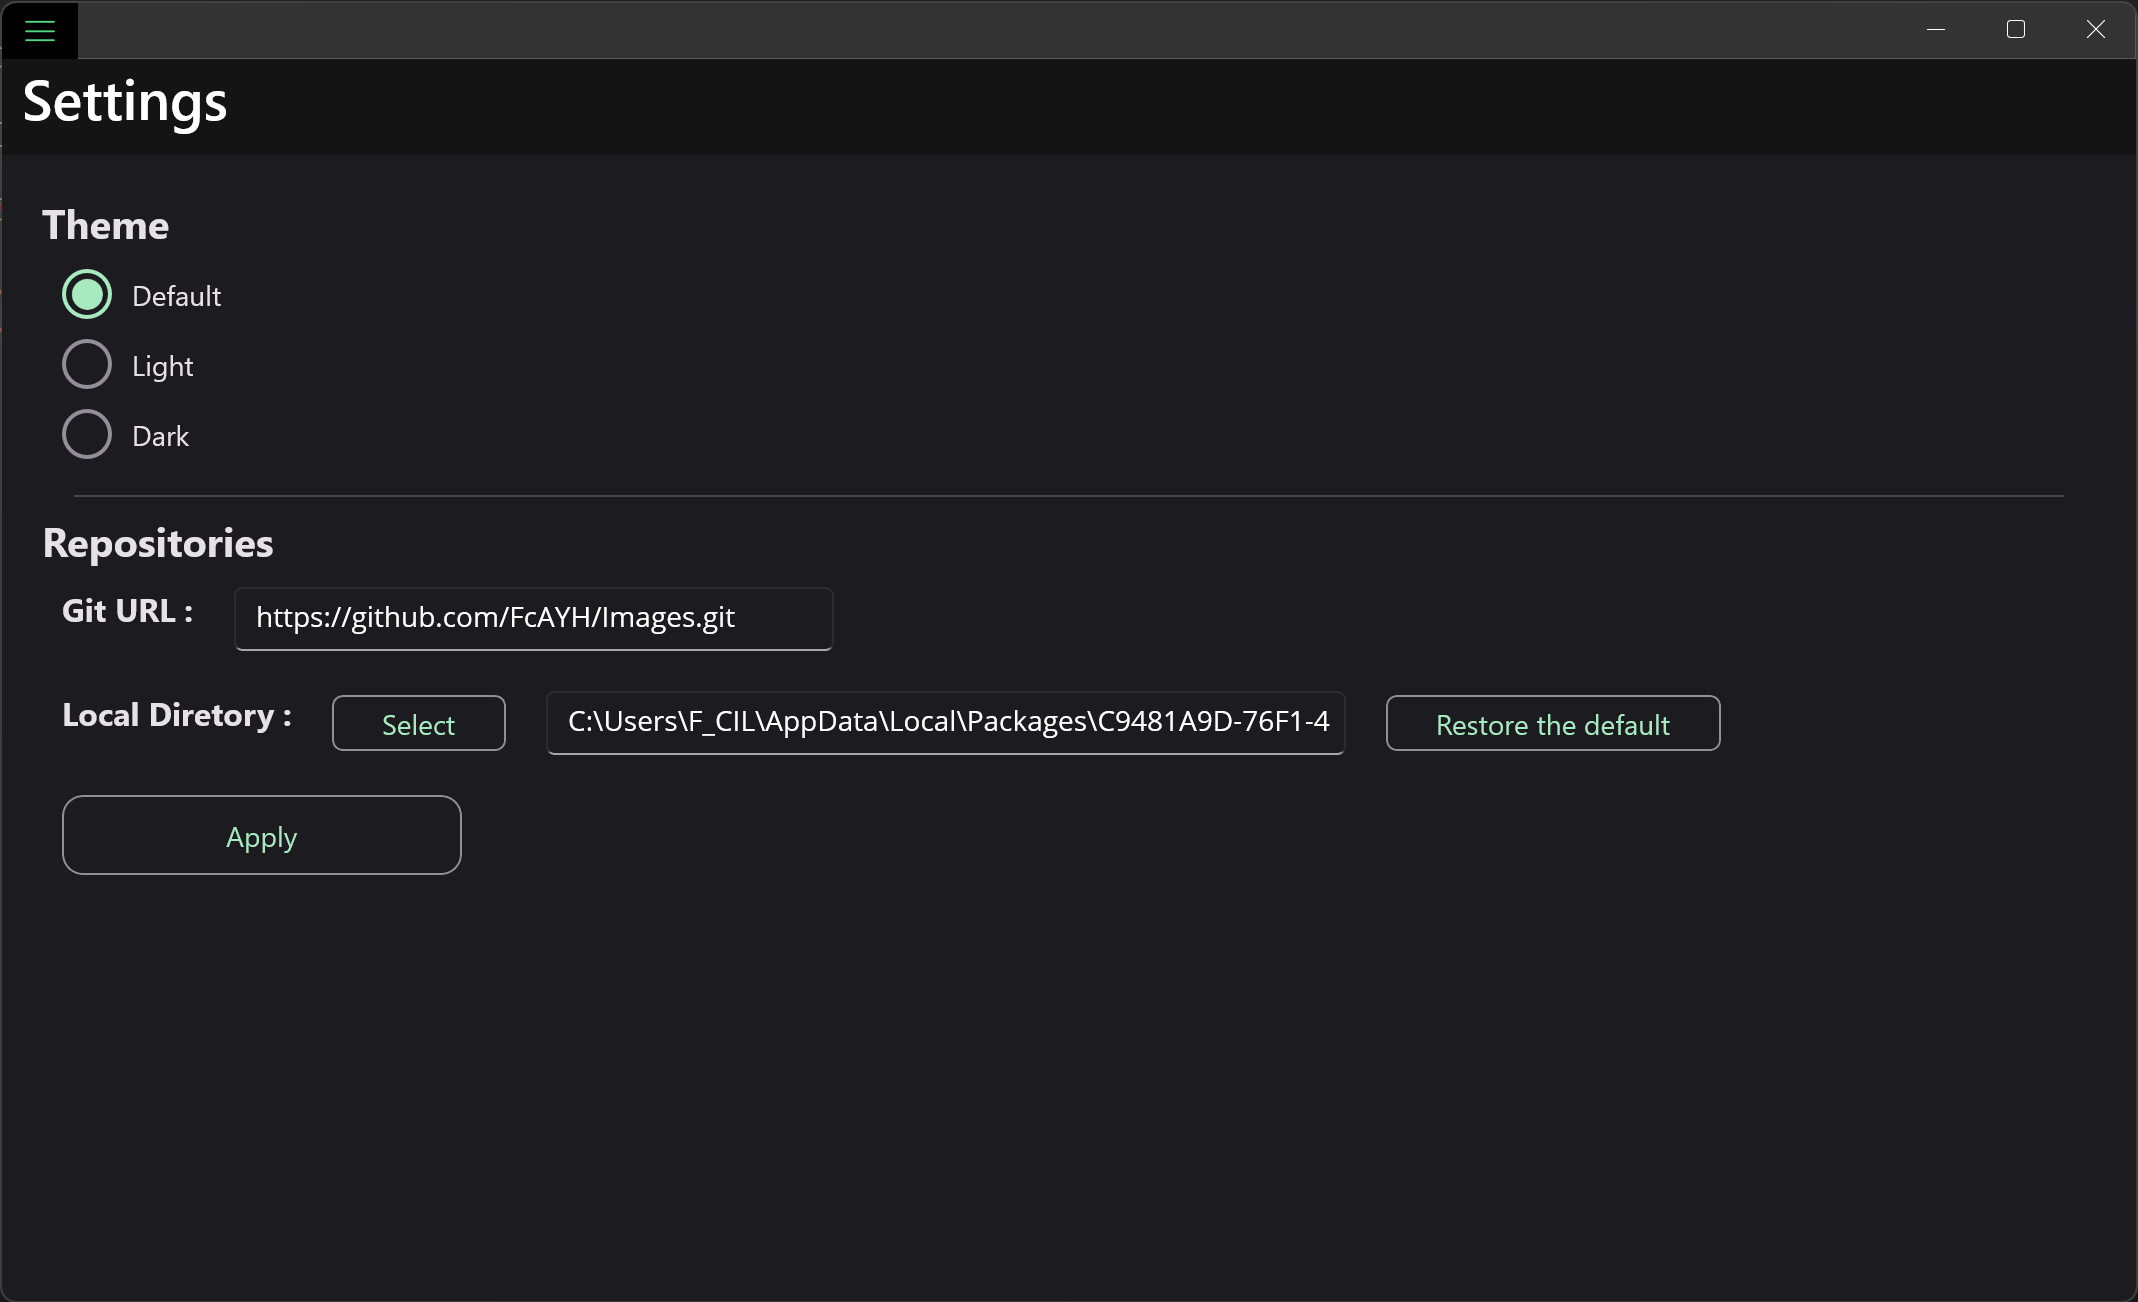 Settings
Theme
Default
Light
Dark
Repositories
Git URL :
https://github.com/FcAYH/Images.git
Local Diretory :
Select
C:\Users\F_CIL\AppData\Local\Packages\C9481A9D-76F1-4
Restore the default
Apply